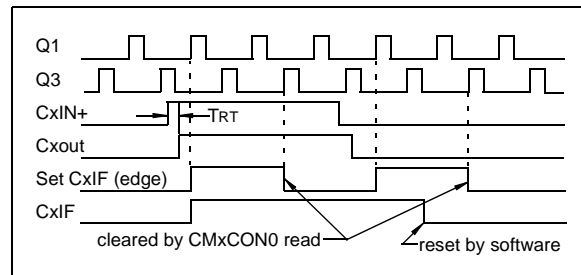 Q1
Q3
CxIN+
TRT
Cxout
Set CxIF (edge)
CxIF
cleared by CMxCON0 read
reset by software